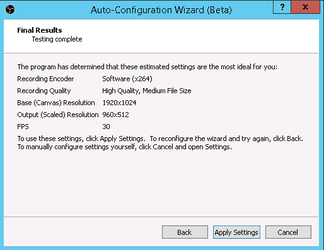 Auto-Configuration Wizard (Beta)
? x
Final Results
Testing complete
The program has determined that these estimated settings are the most ideal for you:
Recording Encoder Software (x264)
Recording Quality High Quality, Medium File Size
Base (Canvas) Resolution 1920x1024
Output (Scaled) Resolution 960x512
FPS 30
To use these settings, click Apply Settings. To reconfigure the wizard and try again, click Back.
To manually configure settings yourself, click Cancel and open Settings.
Back Apply Settings Cancel